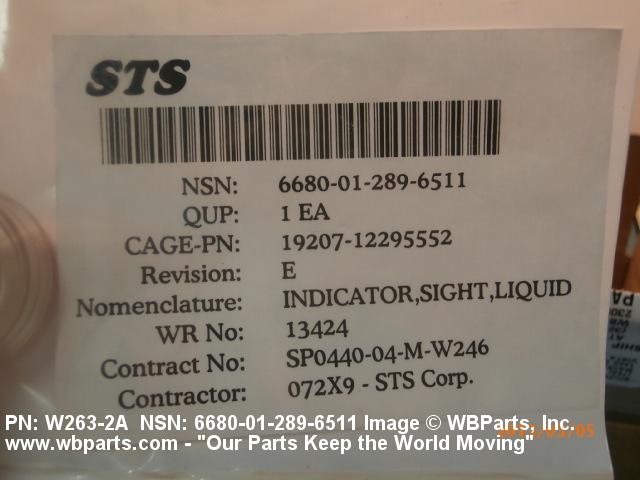 STS
NSN: 6680-01-289-6511
QUP: 1 EA
CAGE-PN: 19207-12295552
Revision: E
Nomenclature: INDICATOR,SIGHT,LIQUID
WR No: 13424
Contract No: SP0440-04-M-W246
Contractor: 072X9 - STS Corp.
PA
230
PN: W263-2A NSN: 6680-01-289-6511 Image © WBParts, Inc.
www.wbparts.com - "Our Parts Keep the World Moving"